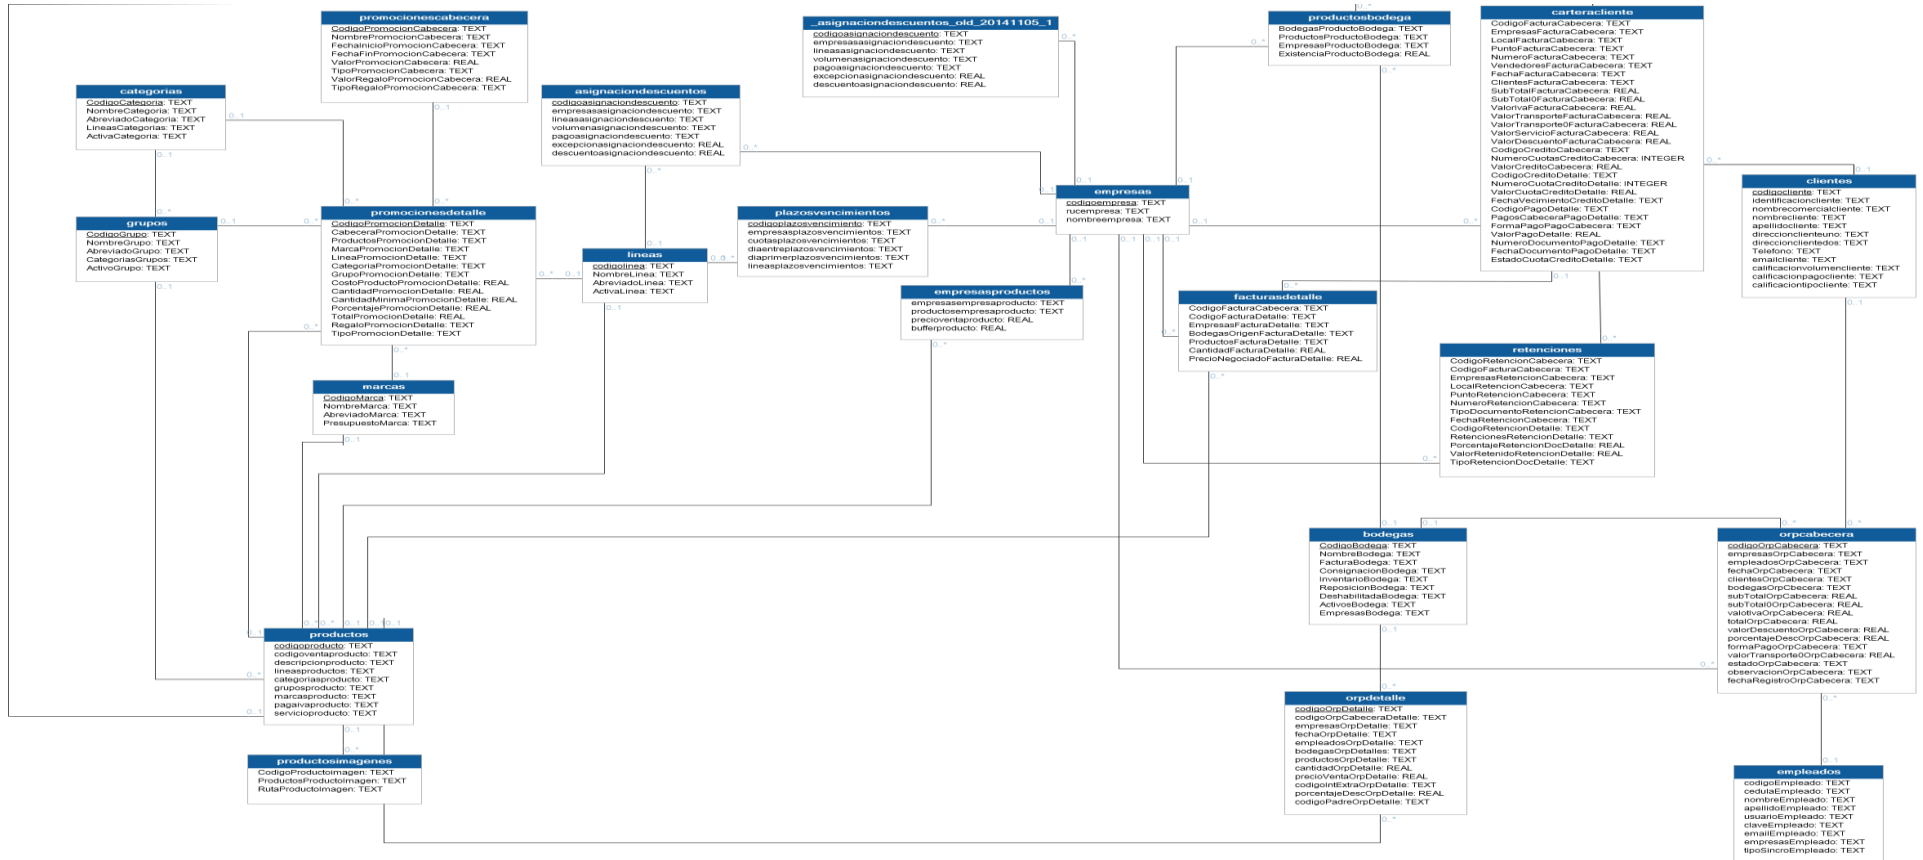 promocionescabecera
CodigoPromocionCabecera: TEXT
NombrePromocionCabecera: TEXT
FechaInicioPromocionCabecera: TEXT
FechaFinPromocionCabecera: TEXT
ValorPromocionCabecera: REAL
TipoPromocionCabecera: TEXT
ValorRegaloPromocionCabecera: REAL
TipoRegaloPromocionCabecera: TEXT
_asignaciondescuentos_old_20141105_1
codigoasignaciondescuento: TEXT
empresasasignaciondescuento: TEXT
lineasasignaciondescuento: TEXT
volumenasignaciondescuento: TEXT
pagoasignaciondescuento: TEXT
excepcionasignaciondescuento: REAL
descuentoasignaciondescuento: REAL
productosbodega
BodegasProductoBodega: TEXT
ProductosProductoBodega: TEXT
EmpresasProductoBodega: TEXT
ExistenciaProductoBodega: REAL
carteracliente
CodigoFacturaCabecera: TEXT
EmpresasFacturaCabecera: TEXT
LocalFacturaCabecera: TEXT
PuntoFacturaCabecera: TEXT
NumeroFacturaCabecera: TEXT
VendedoresFacturaCabecera: TEXT
FechaFacturaCabecera: TEXT
ClientesFacturaCabecera: TEXT
SubTotalFacturaCabecera: REAL
SubTotal0FacturaCabecera: REAL
ValorIvaFacturaCabecera: REAL
ValorTransporteFacturaCabecera: REAL
ValorTransporte0FacturaCabecera: REAL
ValorServicioFacturaCabecera: REAL
ValorDescuentoFacturaCabecera: REAL
CodigoCreditoCabecera: TEXT
NumeroCuotasCreditoCabecera: INTEGER
ValorCreditoCabecera: REAL
CodigoCreditoDetalle: TEXT
NumeroCuotaCreditoDetalle: INTEGER
ValorCuotaCreditoDetalle: REAL
FechaVecimientoCreditoDetalle: TEXT
CodigoPagoDetalle: TEXT
PagosCabeceraPagoDetalle: TEXT
FormaPagoPagoCabecera: TEXT
ValorPagoDetalle: REAL
NumeroDocumentoPagoDetalle: TEXT
FechaDocumentoPagoDetalle: TEXT
EstadoCuotaCreditoDetalle: TEXT
categorias
CodigoCategoria: TEXT
NombreCategoria: TEXT
AbreviadoCategoria: TEXT
LineasCategorias: TEXT
ActivaCategoria: TEXT
asignaciondescuentos
codigoasignaciondescuento: TEXT
empresasasignaciondescuento: TEXT
lineasasignaciondescuento: TEXT
volumenasignaciondescuento: TEXT
pagoasignaciondescuento: TEXT
excepcionasignaciondescuento: REAL
descuentoasignaciondescuento: REAL
empresas
codigoempresa: TEXT
rucempresa: TEXT
nombreempresa: TEXT
clientes
codigocliente: TEXT
identificacioncliente: TEXT
nombrecomercialcliente: TEXT
nombrecliente: TEXT
apellidocliente: TEXT
direccionclienteuno: TEXT
direccionclientedos: TEXT
Telefono: TEXT
emailcliente: TEXT
calificacionvolumencliente: TEXT
calificacionpagocliente: TEXT
calificaciontipocliente: TEXT
grupos
CodigoGrupo: TEXT
NombreGrupo: TEXT
AbreviadoGrupo: TEXT
CategoriasGrupos: TEXT
ActivoGrupo: TEXT
promocionesdetalle
CodigoPromocionDetalle: TEXT
CabeceraPromocionDetalle: TEXT
ProductosPromocionDetalle: TEXT
MarcaPromocionDetalle: TEXT
LineaPromocionDetalle: TEXT
CategoriaPromocionDetalle: TEXT
GrupoPromocionDetalle: TEXT
CostoProductoPromocionDetalle: REAL
CantidadPromocionDetalle: REAL
CantidadMinimaPromocionDetalle: REAL
PorcentajePromocionDetalle: REAL
TotalPromocionDetalle: REAL
RegaloPromocionDetalle: TEXT
TipoPromocionDetalle: TEXT
plazosvencimientos
codigoplazosvencimiento: TEXT
empresasplazosvencimientos: TEXT
cuotasplazosvencimientos: TEXT
diaentreplazosvencimientos: TEXT
diaprimerplazosvencimientos: TEXT
lineasplazosvencimientos: TEXT
lineas
codigolinea: TEXT
NombreLinea: TEXT
AbreviadoLinea: TEXT
ActivaLinea: TEXT
empresasproductos
empresasempresaproducto: TEXT
productosempresaproducto: TEXT
precioventaproducto: REAL
bufferproducto: REAL
facturasdetalle
CodigoFacturaCabecera: TEXT
CodigoFacturaDetalle: TEXT
EmpresasFacturaDetalle: TEXT
BodegasOrigenFacturaDetalle: TEXT
ProductosFacturaDetalle: TEXT
CantidadFacturaDetalle: REAL
PrecioNegociadoFacturaDetalle: REAL
retenciones
CodigoRetencionCabecera: TEXT
CodigoFacturaCabecera: TEXT
EmpresasRetencionCabecera: TEXT
LocalRetencionCabecera: TEXT
PuntoRetencionCabecera: TEXT
NumeroRetencionCabecera: TEXT
TipoDocumentoRetencionCabecera: TEXT
FechaRetencionCabecera: TEXT
CodigoRetencionDetalle: TEXT
RetencionesRetencionDetalle: TEXT
PorcentajeRetencionDocDetalle: REAL
ValorRetenidoRetencionDetalle: REAL
TipoRetencionDocDetalle: TEXT
marcas
CodigoMarca: TEXT
NombreMarca: TEXT
AbreviadoMarca: TEXT
PresupuestoMarca: TEXT
bodegas
CodigoBodega: TEXT
NombreBodega: TEXT
FacturaBodega: TEXT
ConsignacionBodega: TEXT
InventarioBodega: TEXT
ReposicionBodega: TEXT
DeshabilitadaBodega: TEXT
ActivosBodega: TEXT
EmpresasBodega: TEXT
orpcabecera
codigoOrpCabecera: TEXT
empresasOrpCabecera: TEXT
empleadosOrpCabecera: TEXT
fechaOrpCabecera: TEXT
clientesOrpCabecera: TEXT
bodegasOrpCbecera: TEXT
subTotalOrpCabecera: REAL
subTotal0OrpCabecera: REAL
valotivaOrpCabecera: REAL
totalOrpCabecera: REAL
valorDescuentoOrpCabecera: REAL
porcentajeDescOrpCabecera: REAL
formaPagoOrpCabecera: TEXT
valorTransporte0OrpCabecera: REAL
estadoOrpCabecera: TEXT
observacionOrpCabecera: TEXT
fechaRegistroOrpCabecera: TEXT
productos
codigoproducto: TEXT
codigoventaproducto: TEXT
descripcionproducto: TEXT
lineasproductos: TEXT
categoriasproducto: TEXT
gruposproducto: TEXT
marcasproducto: TEXT
pagaivaproducto: TEXT
servicioproducto: TEXT
orpdetalle
codigoOrpDetalle: TEXT
codigoOrpCabeceraDetalle: TEXT
empresasOrpDetalle: TEXT
fechaOrpDetalle: TEXT
empleadosOrpDetalle: TEXT
bodegasOrpDetalles: TEXT
productosOrpDetalle: TEXT
cantidadOrpDetalle: REAL
precioVentaOrpDetalle: REAL
codigoIntExtraOrpDetalle: TEXT
porcentajeDescOrpDetalle: REAL
codigoPadreOrpDetalle: TEXT
productosimagenes
CodigoProductoImagen: TEXT
ProductosProductoImagen: TEXT
RutaProductoImagen: TEXT
empleados
codigoEmpleado: TEXT
cedulaEmpleado: TEXT
nombreEmpleado: TEXT
apellidoEmpleado: TEXT
usuarioEmpleado: TEXT
claveEmpleado: TEXT
emailEmpleado: TEXT
empresasEmpleado: TEXT
tipoSincroEmpleado: TEXT